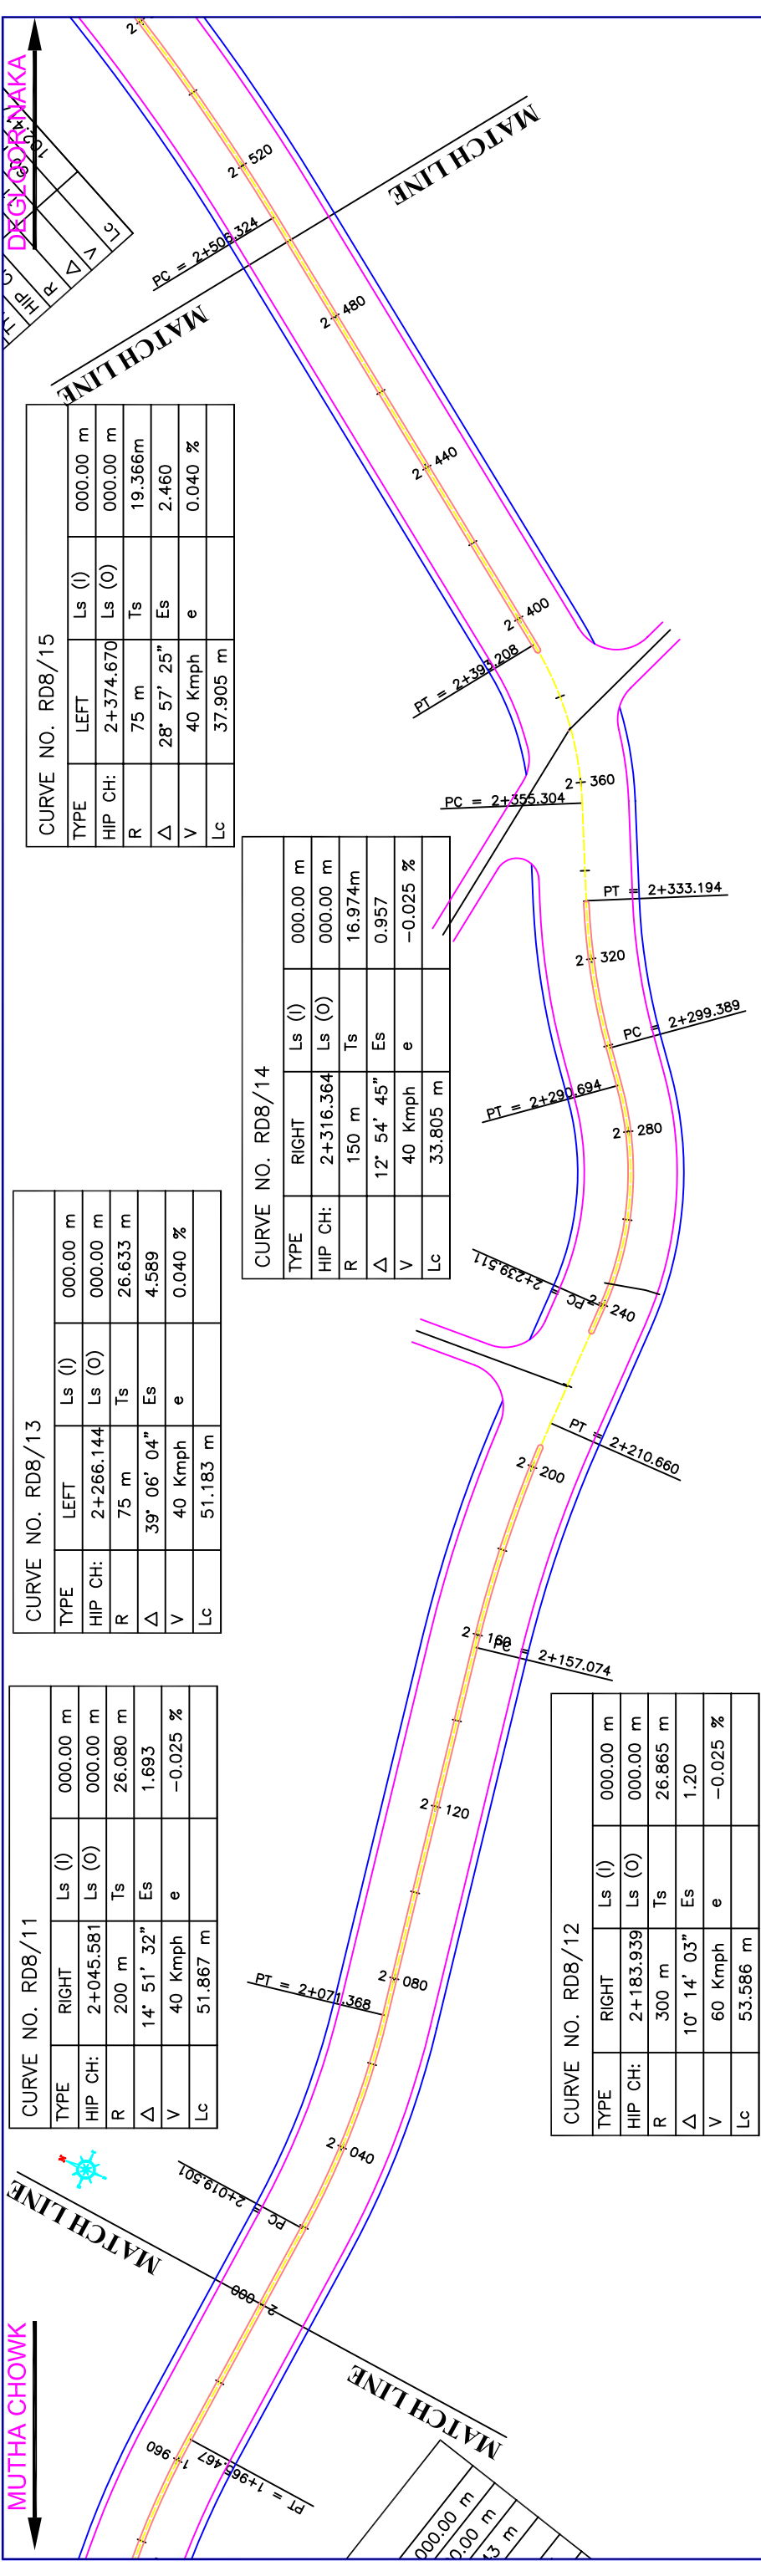 DEGLOOR NAKA
MUTHA CHOWK
MATCH LINE
MATCH LINE
MATCH LINE
MATCH LINE
HIP
R
Δ
V
Lc
CURVE NO. RD8/15
TYPE LEFT Ls (I) 000.00 m
HIP CH: 2+374.670 Ls (O) 000.00 m
R 75 m Ts 19.366m
Δ 28° 57' 25" Es 2.460
V 40 Kmph e 0.040 %
Lc 37.905 m
CURVE NO. RD8/14
TYPE RIGHT Ls (I) 000.00 m
HIP CH: 2+316.364 Ls (O) 000.00 m
R 150 m Ts 16.974m
Δ 12° 54' 45" Es 0.957
V 40 Kmph e -0.025 %
Lc 33.805 m
CURVE NO. RD8/13
TYPE LEFT Ls (I) 000.00 m
HIP CH: 2+266.144 Ls (O) 000.00 m
R 75 m Ts 26.633 m
Δ 39° 06' 04" Es 4.589
V 40 Kmph e 0.040 %
Lc 51.183 m
CURVE NO. RD8/11
TYPE RIGHT Ls (I) 000.00 m
HIP CH: 2+045.581 Ls (O) 000.00 m
R 200 m Ts 26.080 m
Δ 14° 51' 32" Es 1.693
V 40 Kmph e -0.025 %
Lc 51.867 m
CURVE NO. RD8/12
TYPE RIGHT Ls (I) 000.00 m
HIP CH: 2+183.939 Ls (O) 000.00 m
R 300 m Ts 26.865 m
Δ 10° 14' 03" Es 1.20
V 60 Kmph e -0.025 %
Lc 53.586 m
2 520
PC = 2+506.324
2 480
2 440
2 400
PT = 2+393.208
2 360
PC = 2+355.304
PT = 2+333.194
2 320
PC = 2+299.389
PT = 2+290.694
2 280
2 240
PC = 2+239.511
PT = 2+210.660
2 200
2 160
PC = 2+157.074
2 120
2 080
PT = 2+071.368
2 040
PC = 2+019.501
2 000
1 960
PT = 1+965.467
000.00 m
0.00 m
43 m